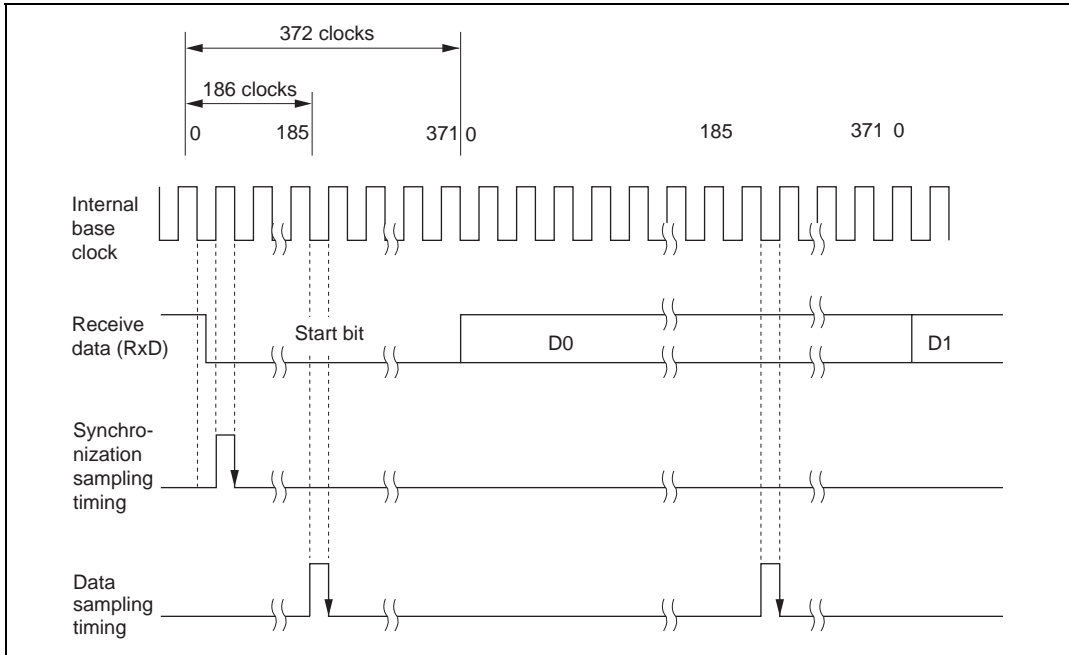 372 clocks
186 clocks
0 185 371 0 185 371 0
Internal
base
clock
Receive
data (RxD)
Start bit
D0
D1
Synchro-
nization
sampling
timing
Data
sampling
timing